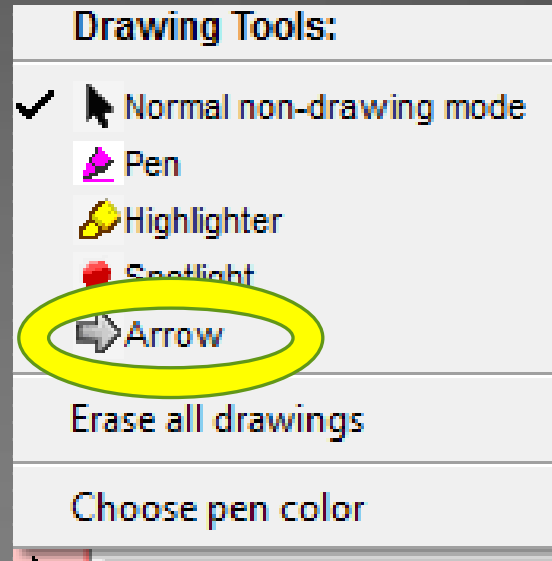 Drawing Tools:
Normal non-drawing mode
Pen
Highlighter
Spotlight
Arrow
Erase all drawings
Choose pen color